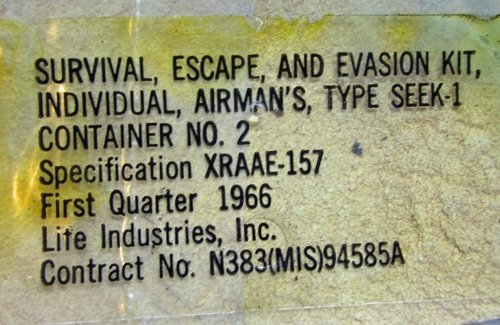 SURVIVAL, ESCAPE, AND EVASION KIT,
INDIVIDUAL, AIRMAN'S, TYPE SEEK-1
CONTAINER NO. 2
Specification XRAAE-157
First Quarter 1966
Lite Industries, Inc.
Contract No. N383(MIS)94585A